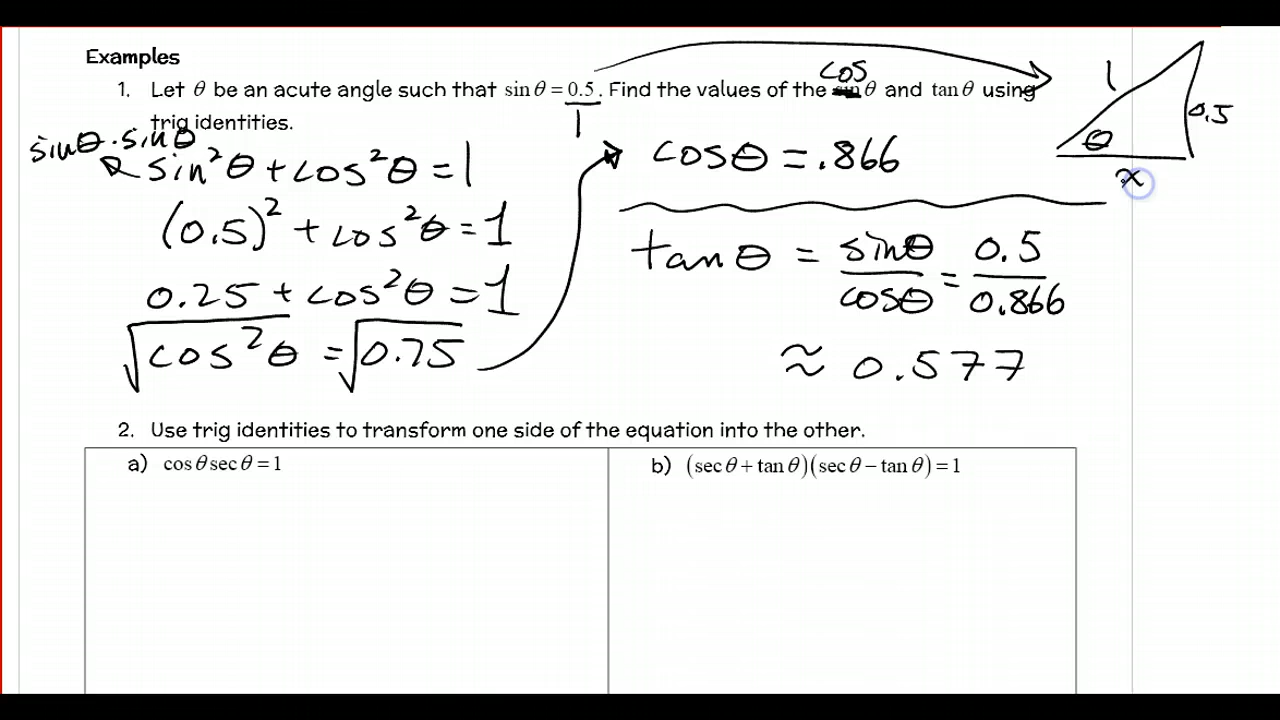 Examples
1. Let θ be an acute angle such that sin θ = 0.5. Find the values of the cos θ and tan θ using
trig identities.
1
sinθ·sinθ
sin²θ + cos²θ = 1
(0.5)² + cos²θ = 1
0.25 + cos²θ = 1
√cos²θ = √0.75
cosθ = .866
tanθ = sinθ/cosθ = 0.5/0.866
≈ 0.577
1
0.5
θ
x
2. Use trig identities to transform one side of the equation into the other.
a) cos θ sec θ = 1
b) (sec θ + tan θ)(sec θ − tan θ) = 1